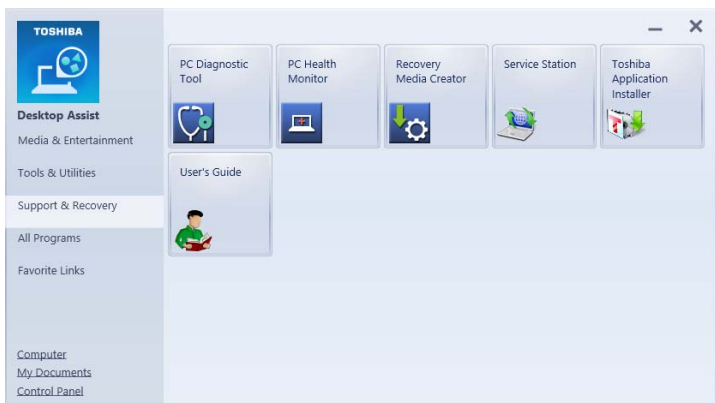 TOSHIBA
Desktop Assist
Media & Entertainment
Tools & Utilities
Support & Recovery
All Programs
Favorite Links
Computer
My Documents
Control Panel
PC Diagnostic
Tool
PC Health
Monitor
Recovery
Media Creator
Service Station
Toshiba
Application
Installer
User's Guide